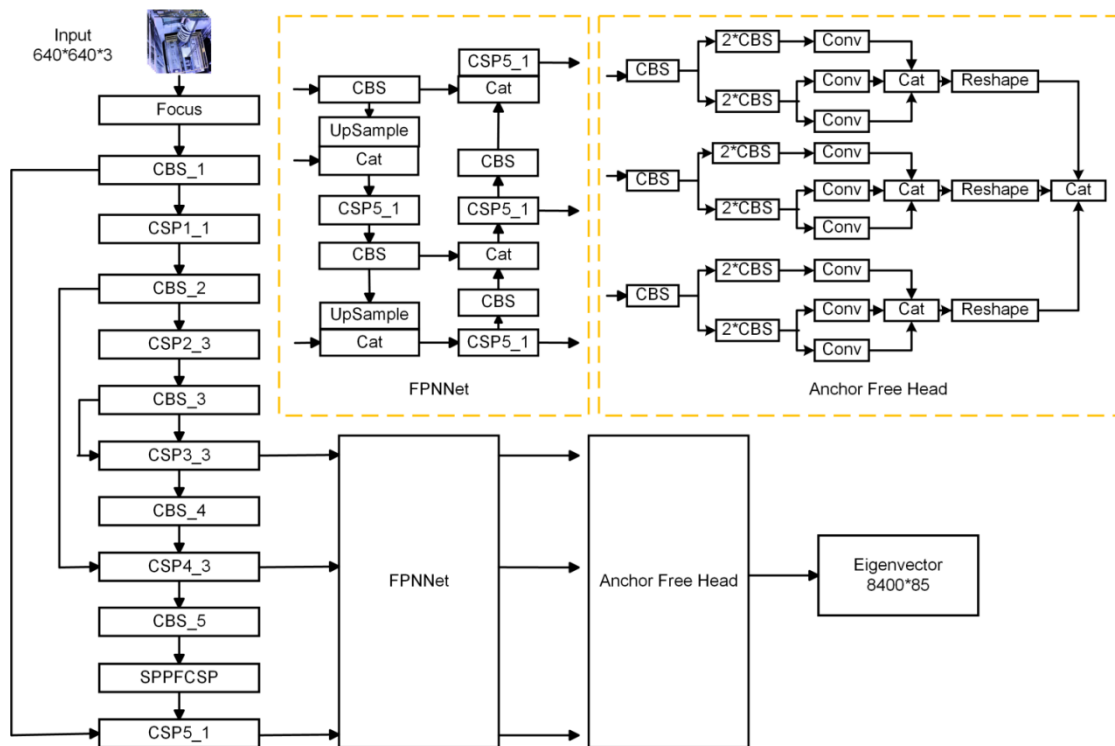 Input
640*640*3
Focus
CBS_1
CSP1_1
CBS_2
CSP2_3
CBS_3
CSP3_3
CBS_4
CSP4_3
CBS_5
SPPFCSP
CSP5_1
CBS
UpSample
Cat
CSP5_1
CBS
UpSample
Cat
CSP5_1
Cat
CBS
CSP5_1
Cat
CBS
CSP5_1
FPNNet
CBS
2*CBS
Conv
2*CBS
Conv
Conv
Cat
Reshape
CBS
2*CBS
Conv
2*CBS
Conv
Conv
Cat
Reshape
Cat
CBS
2*CBS
Conv
2*CBS
Conv
Conv
Cat
Reshape
Anchor Free Head
FPNNet
Anchor Free Head
Eigenvector
8400*85